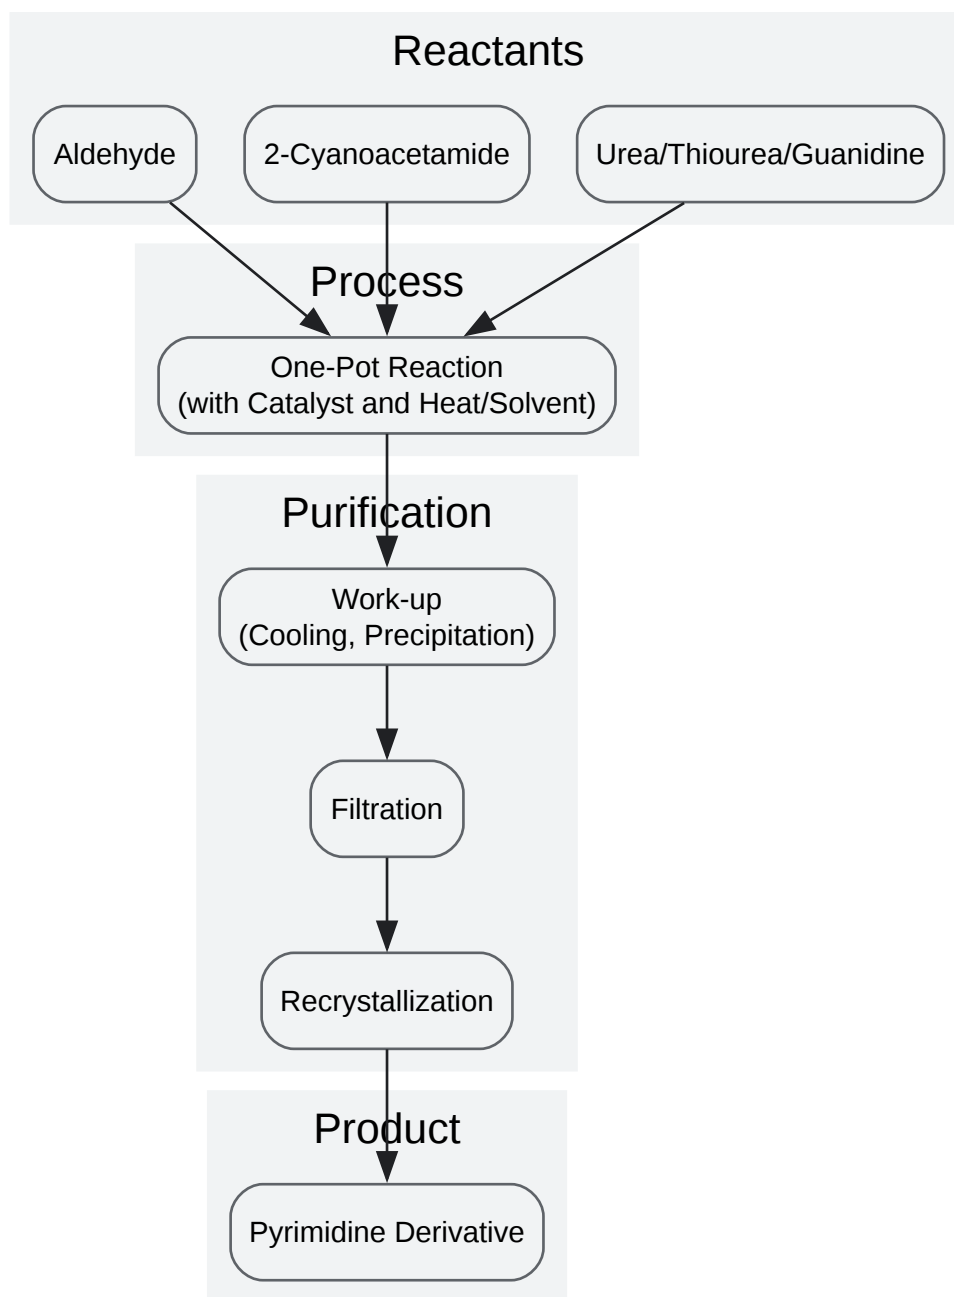 Reactants
Aldehyde
2-Cyanoacetamide
Urea/Thiourea/Guanidine
Process
One-Pot Reaction
(with Catalyst and Heat/Solvent)
Purification
Work-up
(Cooling, Precipitation)
Filtration
Recrystallization
Product
Pyrimidine Derivative